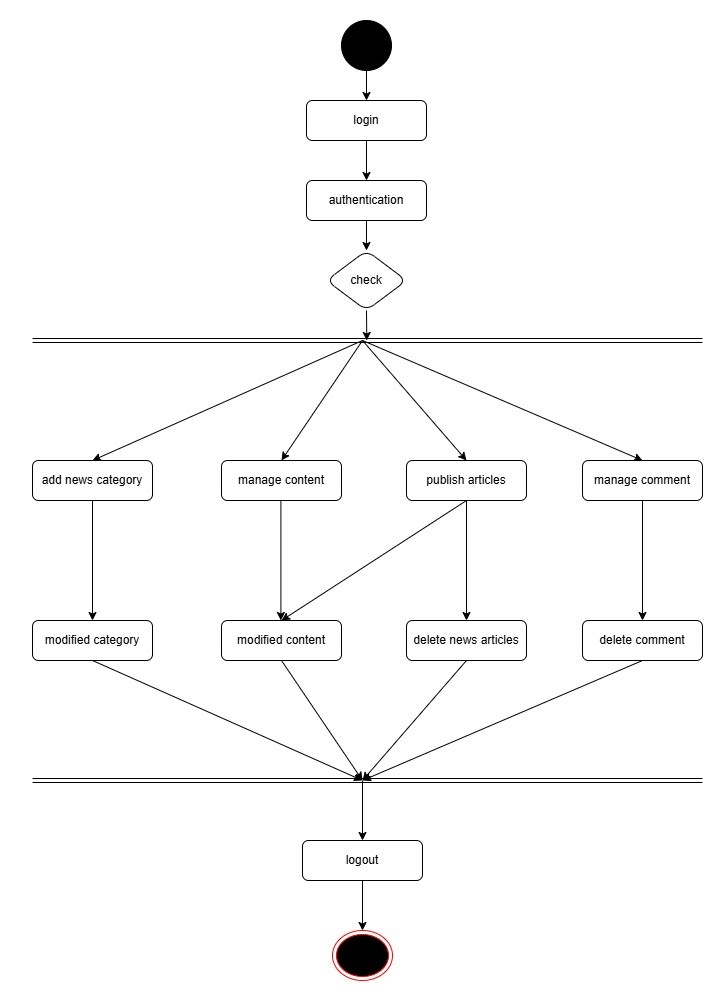 login
authentication
check
add news category
manage content
publish articles
manage comment
modified category
modified content
delete news articles
delete comment
logout